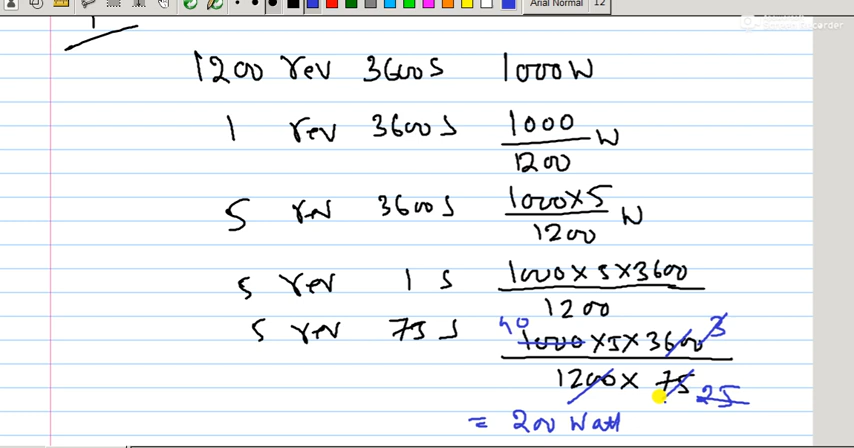 Arial Normal 12
1200 rev 3600s 1000W
1 rev 3600s 1000/1200 W
5 rev 3600s 1000×5/1200 W
5 rev 1 s 1000×5×3600/1200
5 rev 75 s 40 1000×5×3600 3/1200×75 25
= 200 Watt